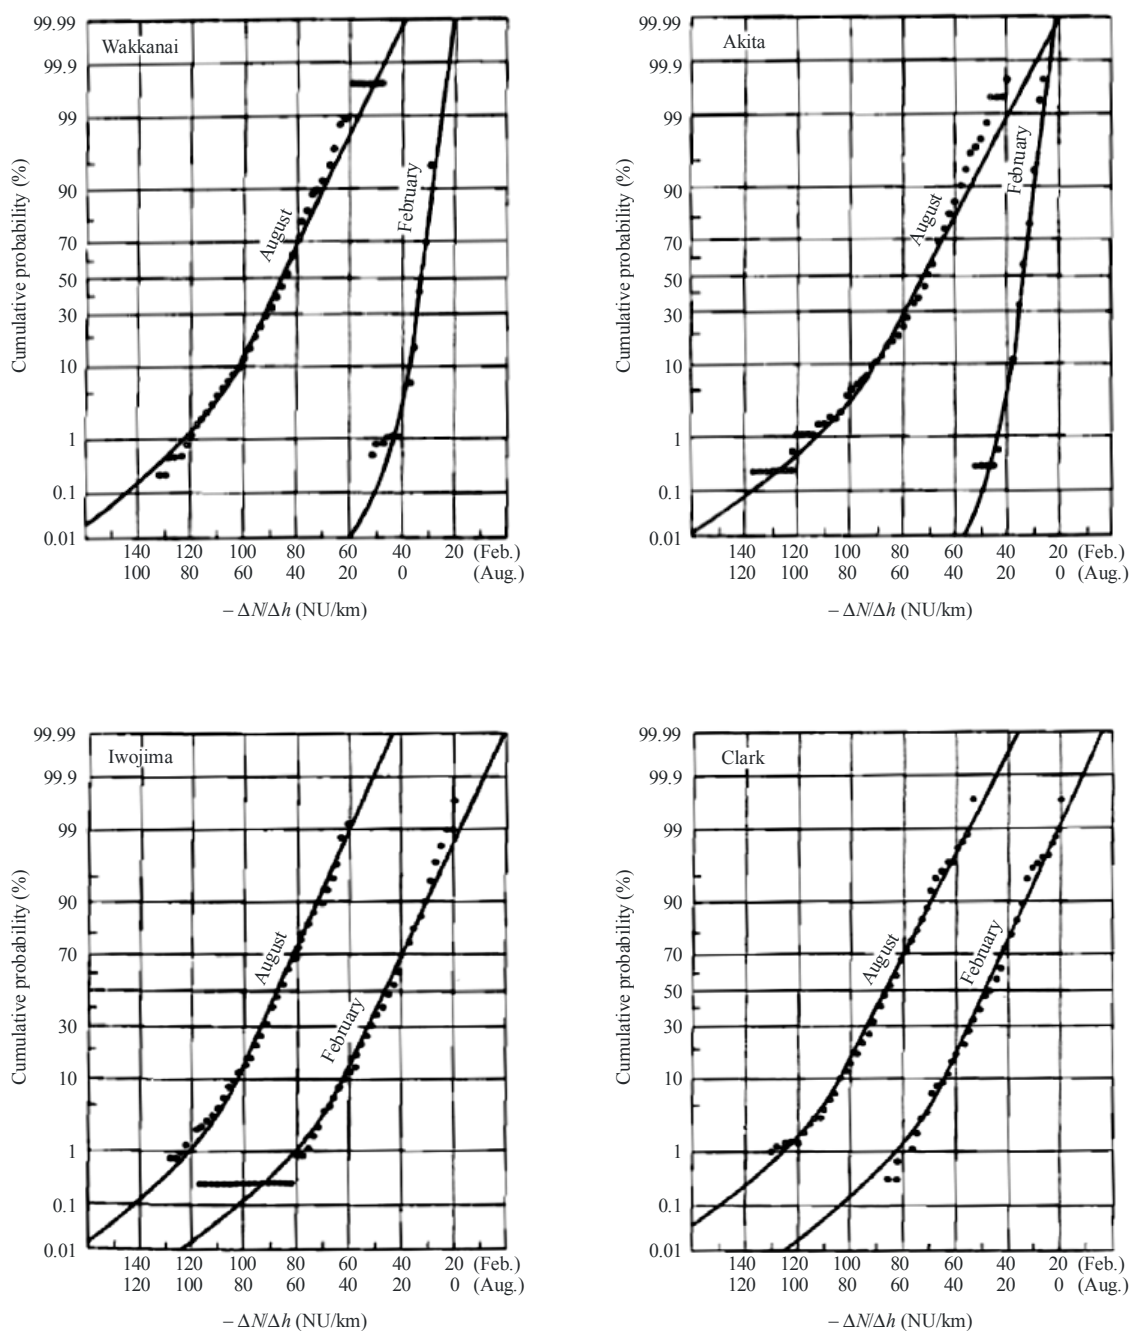 Wakkanai
Cumulative probability (%)
99.99
99.9
99
90
70
50
30
10
1
0.1
0.01
August
February
140 120 100 80 60 40 20 (Feb.)
100 80 60 40 20 0 (Aug.)
– ΔN/Δh (NU/km)
Akita
Cumulative probability (%)
99.99
99.9
99
90
70
50
30
10
1
0.1
0.01
August
February
140 120 100 80 60 40 20 (Feb.)
120 100 80 60 40 20 0 (Aug.)
– ΔN/Δh (NU/km)
Iwojima
Cumulative probability (%)
99.99
99.9
99
90
70
50
30
10
1
0.1
0.01
August
February
140 120 100 80 60 40 20 (Feb.)
120 100 80 60 40 20 0 (Aug.)
– ΔN/Δh (NU/km)
Clark
Cumulative probability (%)
99.99
99.9
99
90
70
50
30
10
1
0.1
0.01
August
February
140 120 100 80 60 40 20 (Feb.)
120 100 80 60 40 20 0 (Aug.)
– ΔN/Δh (NU/km)